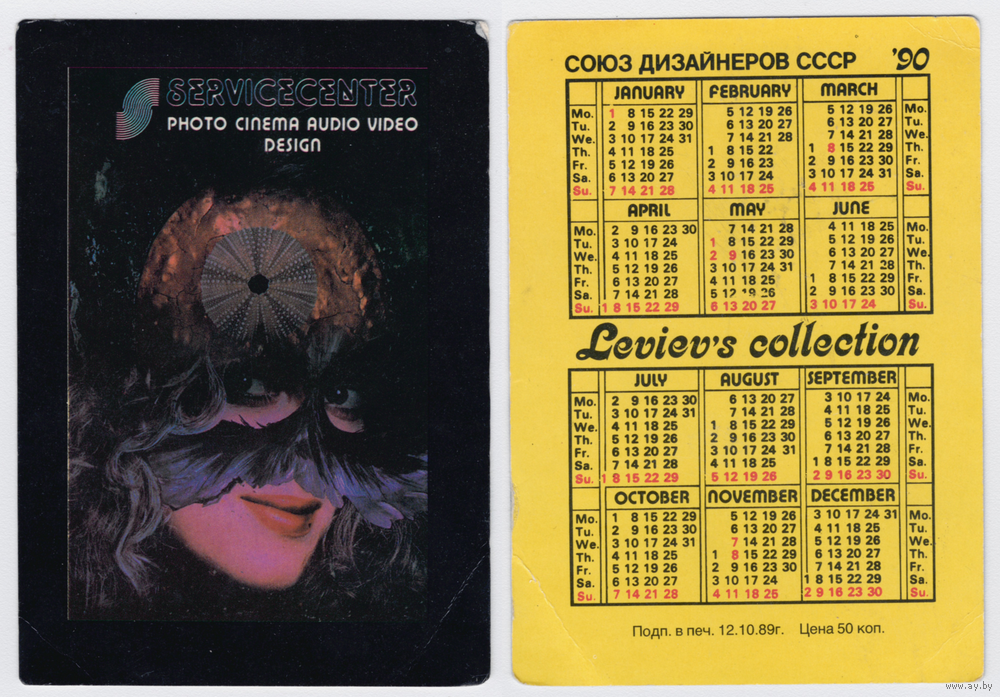 SERVICECENTER
PHOTO CINEMA AUDIO VIDEO
DESIGN
СОЮЗ ДИЗАЙНЕРОВ СССР '90
JANUARY FEBRUARY MARCH
Mo. 1 8 15 22 29 5 12 19 26 5 12 19 26 Mo.
Tu. 2 9 16 23 30 6 13 20 27 6 13 20 27 Tu.
We. 3 10 17 24 31 7 14 21 28 7 14 21 28 We.
Th. 4 11 18 25 1 8 15 22 1 8 15 22 29 Th.
Fr. 5 12 19 26 2 9 16 23 2 9 16 23 30 Fr.
Sa. 6 13 20 27 3 10 17 24 3 10 17 24 31 Sa.
Su. 7 14 21 28 4 11 18 25 4 11 18 25 Su.
APRIL MAY JUNE
Mo. 2 9 16 23 30 7 14 21 28 4 11 18 25 Mo.
Tu. 3 10 17 24 1 8 15 22 29 5 12 19 26 Tu.
We. 4 11 18 25 2 9 16 23 30 6 13 20 27 We.
Th. 5 12 19 26 3 10 17 24 31 7 14 21 28 Th.
Fr. 6 13 20 27 4 11 18 25 1 8 15 22 29 Fr.
Sa. 7 14 21 28 5 12 19 26 2 9 16 23 30 Sa.
Su. 1 8 15 22 29 6 13 20 27 3 10 17 24 Su.
Leviev's collection
JULY AUGUST SEPTEMBER
Mo. 2 9 16 23 30 6 13 20 27 3 10 17 24 Mo.
Tu. 3 10 17 24 31 7 14 21 28 4 11 18 25 Tu.
We. 4 11 18 25 1 8 15 22 29 5 12 19 26 We.
Th. 5 12 19 26 2 9 16 23 30 6 13 20 27 Th.
Fr. 6 13 20 27 3 10 17 24 31 7 14 21 28 Fr.
Sa. 7 14 21 28 4 11 18 25 1 8 15 22 29 Sa.
Su. 1 8 15 22 29 5 12 19 26 2 9 16 23 30 Su.
OCTOBER NOVEMBER DECEMBER
Mo. 1 8 15 22 29 5 12 19 26 3 10 17 24 31 Mo.
Tu. 2 9 16 23 30 6 13 20 27 4 11 18 25 Tu.
We. 3 10 17 24 31 7 14 21 28 5 12 19 26 We.
Th. 4 11 18 25 1 8 15 22 29 6 13 20 27 Th.
Fr. 5 12 19 26 2 9 16 23 30 7 14 21 28 Fr.
Sa. 6 13 20 27 3 10 17 24 1 8 15 22 29 Sa.
Su. 7 14 21 28 4 11 18 25 2 9 16 23 30 Su.
Подп. в печ. 12.10.89г. Цена 50 коп.
www.ay.by